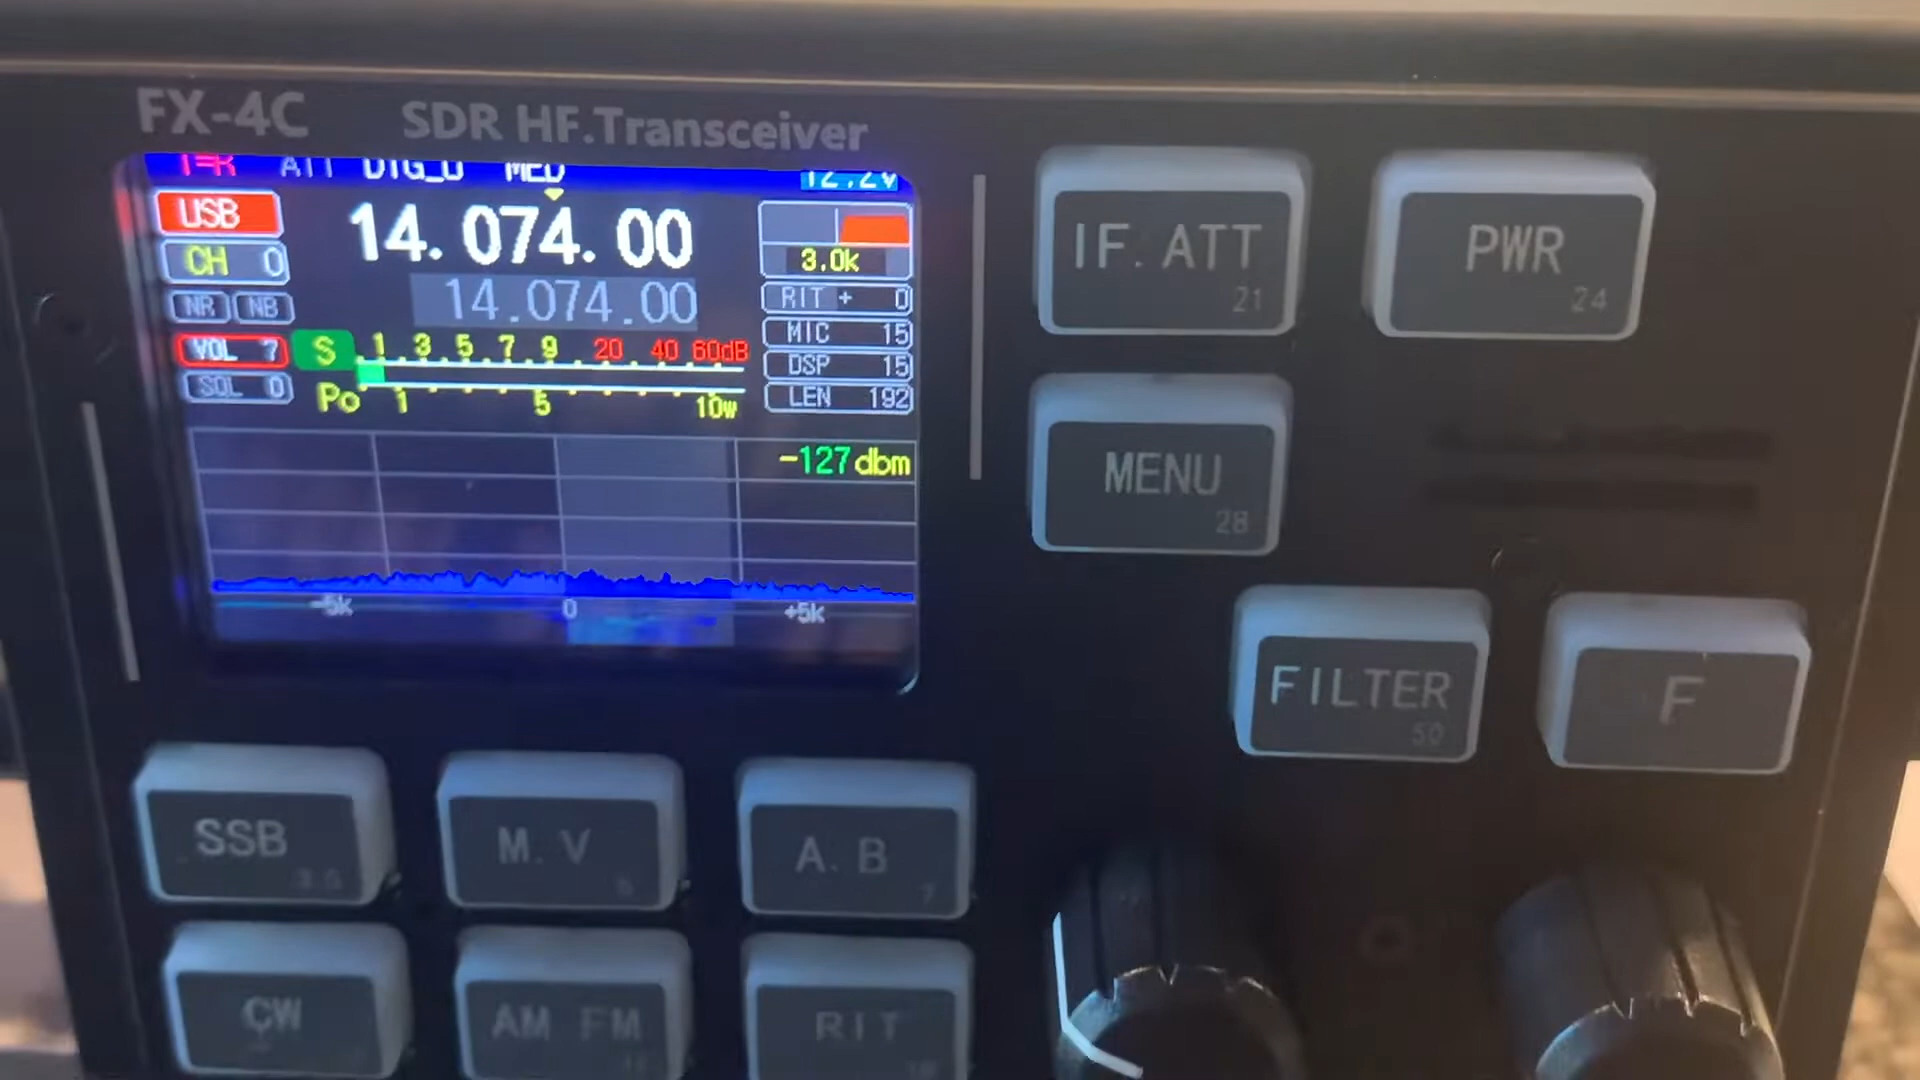 FX-4C SDR HF.Transceiver
T=R ATT DIG_U MED 12.2V
USB 14.074.00
CH 0 3.0k
14.074.00
NR NB RIT + 0
VOL 7 S 1 3 5 7 9 20 40 60dB MIC 15
DSP 15
SQL 0 Po 1 5 10w LEN 192
-127dbm
-5k 0 +5k
IF.ATT
21
PWR
24
MENU
28
FILTER
50
F
SSB
3.5
M.V
A.B
7
CW
AM FM
RIT